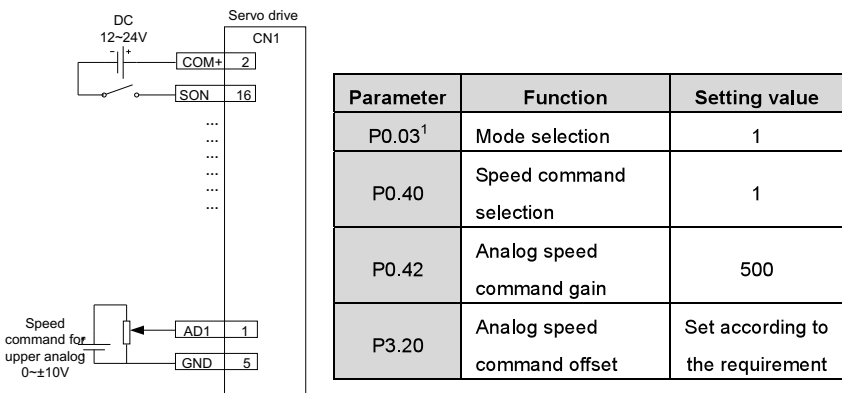 DC
12~24V
- +
Servo drive
CN1
COM+ 2
SON 16
...
...
...
...
...
...
Speed
command for
upper analog
0~±10V
+
AD1 1
GND 5
Parameter Function Setting value
P0.03¹ Mode selection 1
P0.40 Speed command
selection 1
P0.42 Analog speed
command gain 500
P3.20 Analog speed
command offset Set according to
the requirement